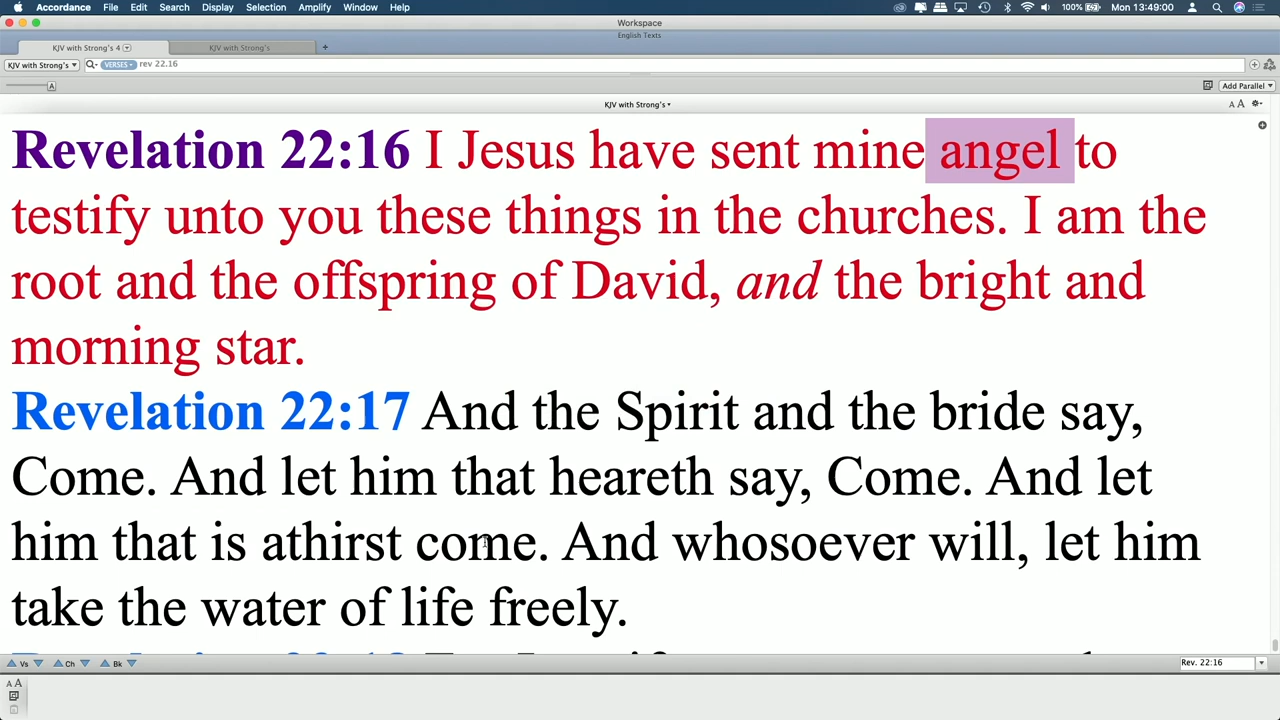 Accordance File Edit Search Display Selection Amplify Window Help 100% Mon 13:49:00
Workspace
English Texts
KJV with Strong's 4 KJV with Strong's +
KJV with Strong's VERSES rev 22.16
A Add Parallel
KJV with Strong's A A
Revelation 22:16 I Jesus have sent mine angel to
testify unto you these things in the churches. I am the
root and the offspring of David, and the bright and
morning star.
Revelation 22:17 And the Spirit and the bride say,
Come. And let him that heareth say, Come. And let
him that is athirst come. And whosoever will, let him
take the water of life freely.
Vs Ch Bk Rev. 22:16
A A